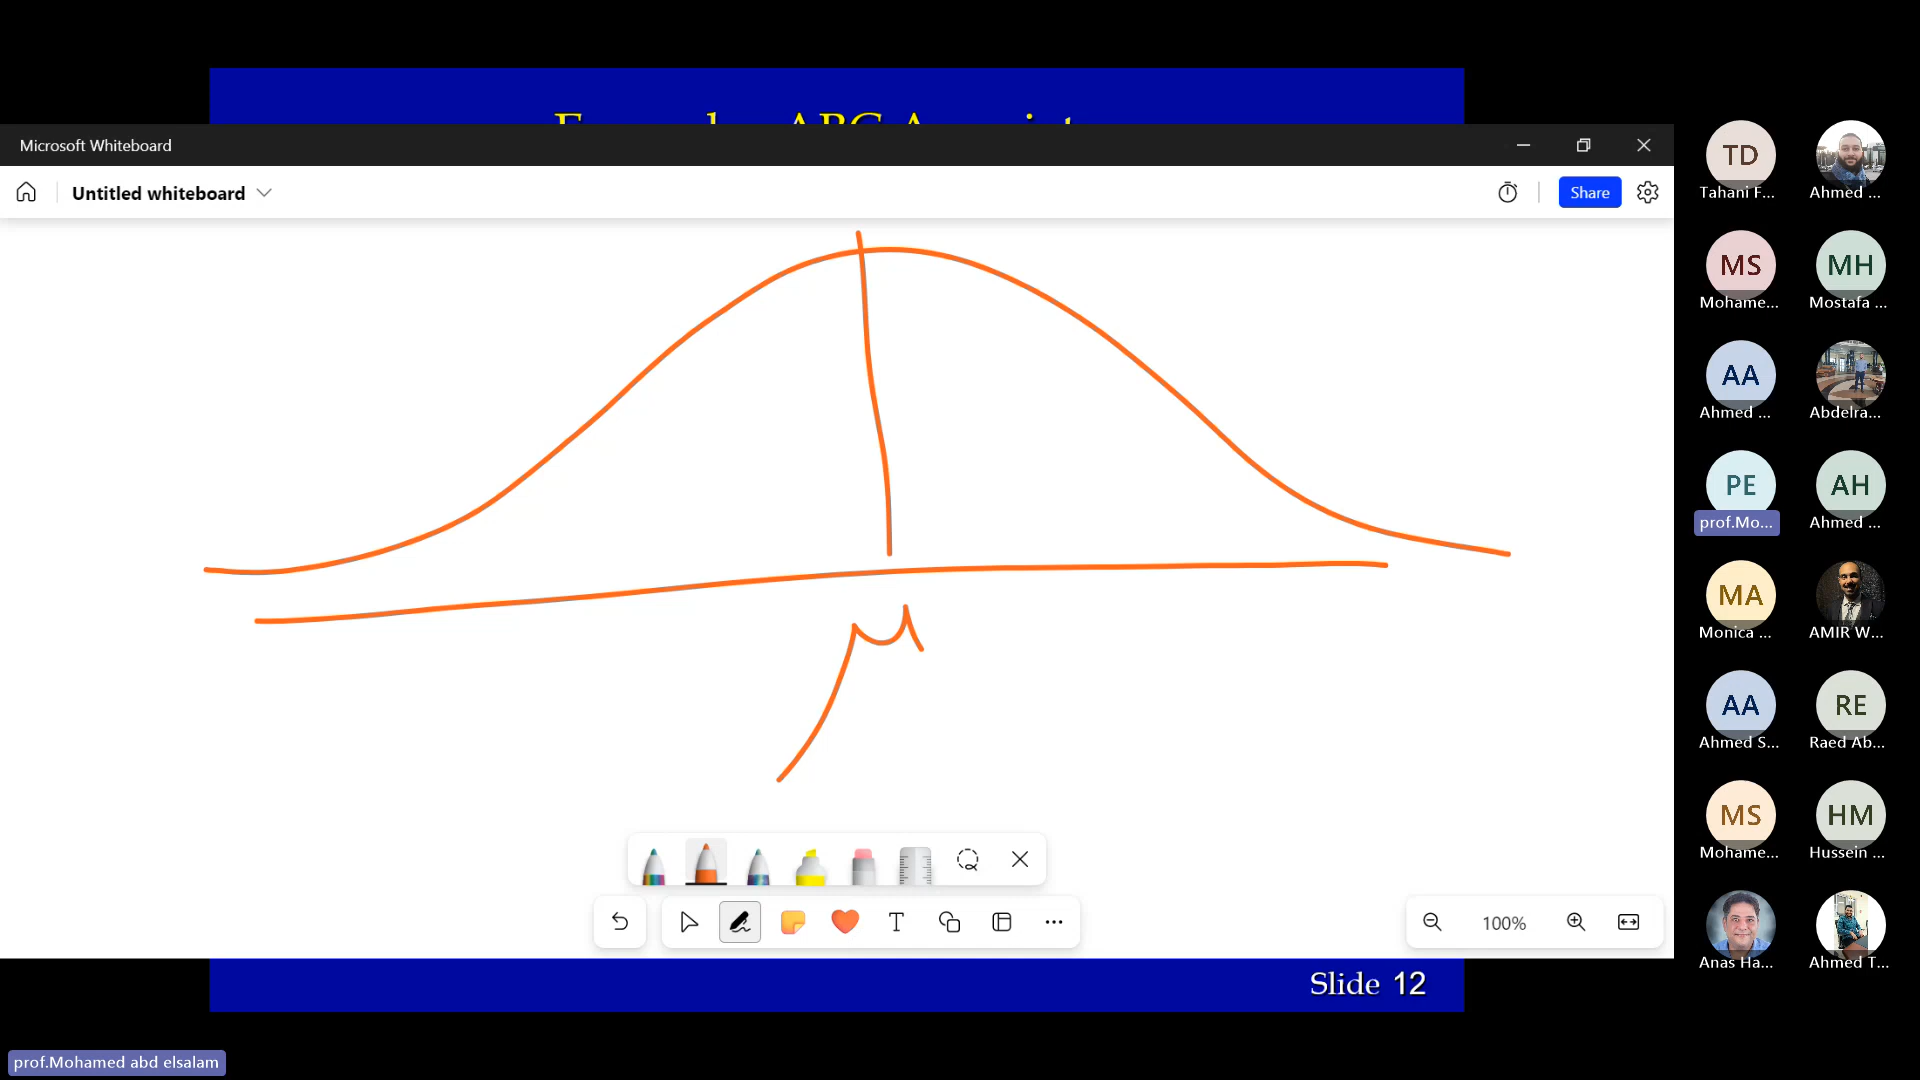 Microsoft Whiteboard
Untitled whiteboard
Share
μ
100%
Slide 12
prof.Mohamed abd elsalam
TD
Tahani F...
Ahmed ...
MS
Mohame...
MH
Mostafa ...
AA
Ahmed ...
Abdelra...
PE
prof.Mo...
AH
Ahmed ...
MA
Monica ...
AMIR W...
AA
Ahmed S...
RE
Raed Ab...
MS
Mohame...
HM
Hussein ...
Anas Ha...
Ahmed T...